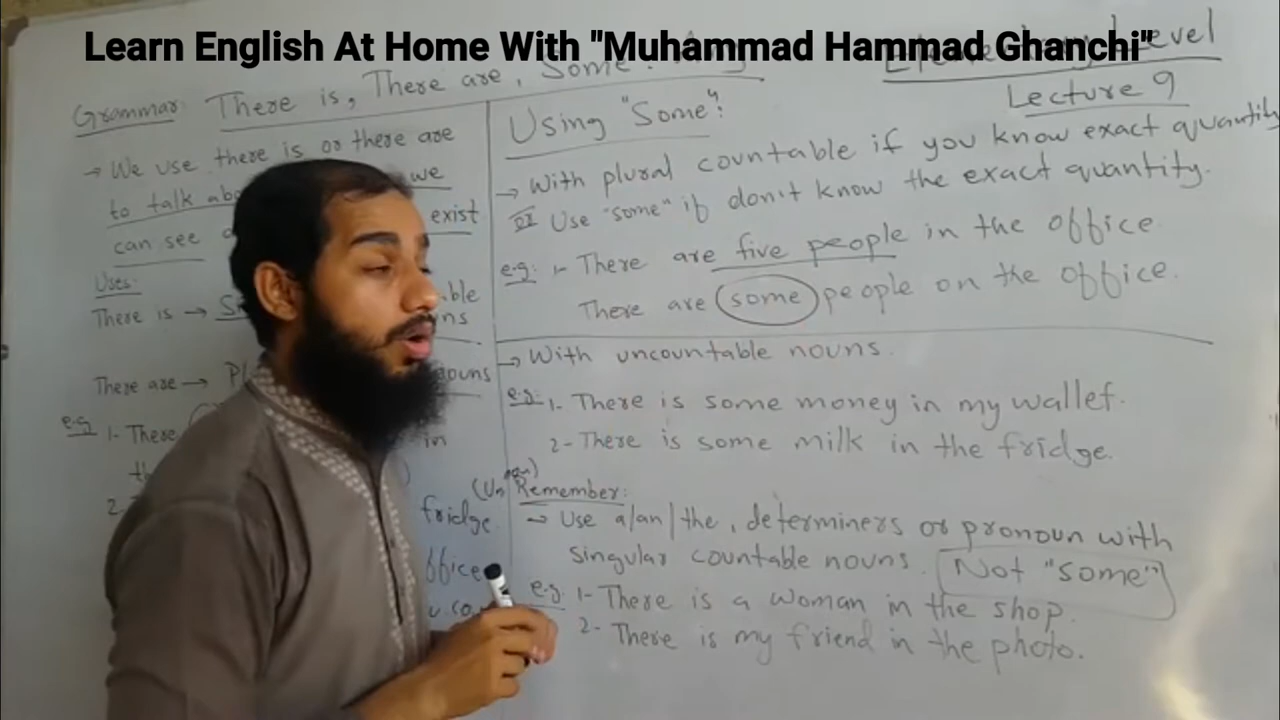 Learn English At Home With "Muhammad Hammad Ghanchi"
Elementary Level
Lecture 9
Grammar: There is, There are, Some, Any
→ We use there is or there are
to talk we
can see exist
Uses:
There is →
ns
There are → Pl nouns
e.g 1- There in
2
fridge
ffice
Using "Some":
→ With plural countable if you know exact quantity
Use "some" if don't know the exact quantity.
e.g: 1- There are five people in the office.
There are some people on the office.
→ With uncountable nouns.
e.g: 1- There is some money in my wallet.
2- There is some milk in the fridge.
Remember:
→ Use a/an/the, determiners or pronoun with
singular countable nouns. Not "some"
e.g. 1- There is a woman in the shop.
2- There is my friend in the photo.